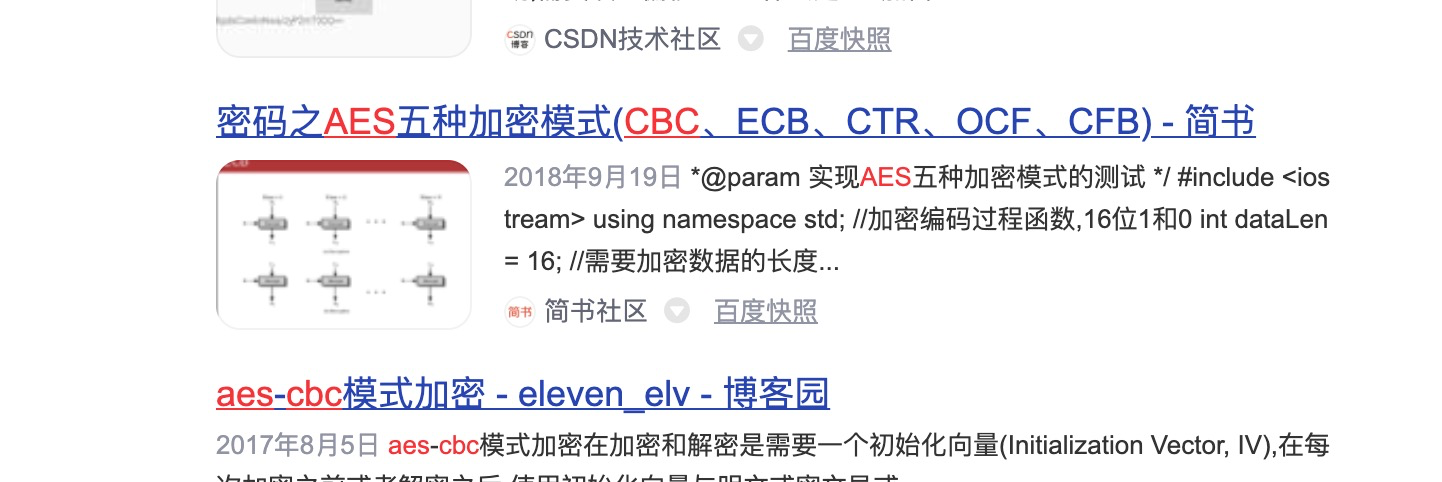 CSDN 博客 CSDN技术社区 百度快照
密码之AES五种加密模式(CBC、ECB、CTR、OCF、CFB) - 简书
2018年9月19日 *@param 实现AES五种加密模式的测试 */ #include <ios
tream> using namespace std; //加密编码过程函数,16位1和0 int dataLen
= 16; //需要加密数据的长度...
简书 简书社区 百度快照
aes-cbc模式加密 - eleven_elv - 博客园
2017年8月5日 aes-cbc模式加密在加密和解密是需要一个初始化向量(Initialization Vector, IV),在每